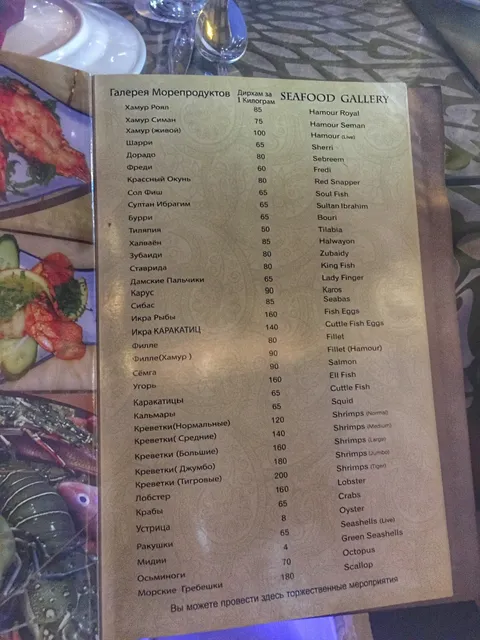 Галерея Морепродуктов Дирхам за 1 Килограм SEAFOOD GALLERY
Хамур Роял 85 Hamour Royal
Хамур Симан 75 Hamour Seman
Хамур (живой) 100 Hamour (Live)
Шарри 65 Sherri
Дорадо 80 Sebreem
Фреди 60 Fredi
Крассный Окунь 80 Red Snapper
Сол Фиш 65 Soul Fish
Султан Ибрагим 65 Sultan Ibrahim
Бурри 65 Bouri
Тиляпия 50 Tilabia
Халвайн 85 Halwayon
Зубаиди 80 Zubaidy
Ставрида 80 King Fish
Дамские Пальчики 65 Lady Finger
Карус 90 Karos
Сибас 85 Seabas
Икра Рыбы 160 Fish Eggs
Икра КАРАКАТИЦ 140 Cuttle Fish Eggs
Филле 80 Fillet
Филле(Хамур ) 90 Fillet (Hamour)
Сёмга 90 Salmon
Угорь 160 Ell Fish
Каракатицы 65 Cuttle Fish
Кальмары 65 Squid
Креветки(Нормальные) 120 Shrimps (Normal)
Креветки( Средние) 140 Shrimps (Medium)
Креветки (Большие) 160 Shrimps (Large)
Креветки( Джумбо) 180 Shrimps (Jumbo)
Креветки (Тигровые) 200 Shrimps (Tiger)
Лобстер 160 Lobster
Крабы 65 Crabs
Устрица 8 Oyster
Ракушки 65 Seashells (Live)
Мидии 4 Green Seashells
Осьминоги 70 Octopus
Морские Гребешки 180 Scallop
Вы можете провести здесь торжественные мероприятия